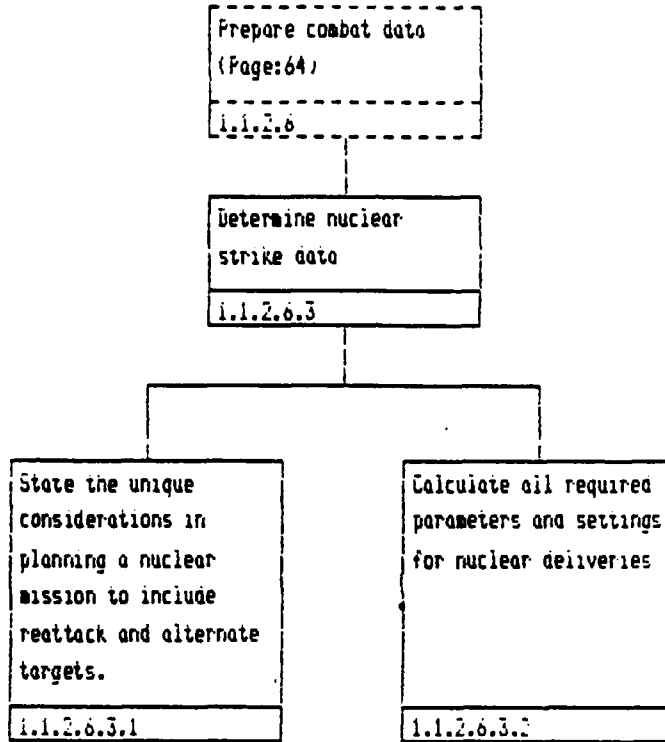 Prepare combat data
(Page:64)
1.1.2.6
Determine nuclear
strike data
1.1.2.6.3
State the unique
considerations in
planning a nuclear
mission to include
reattack and alternate
targets.
1.1.2.6.3.1
Calculate all required
parameters and settings
for nuclear deliveries
1.1.2.6.3.2